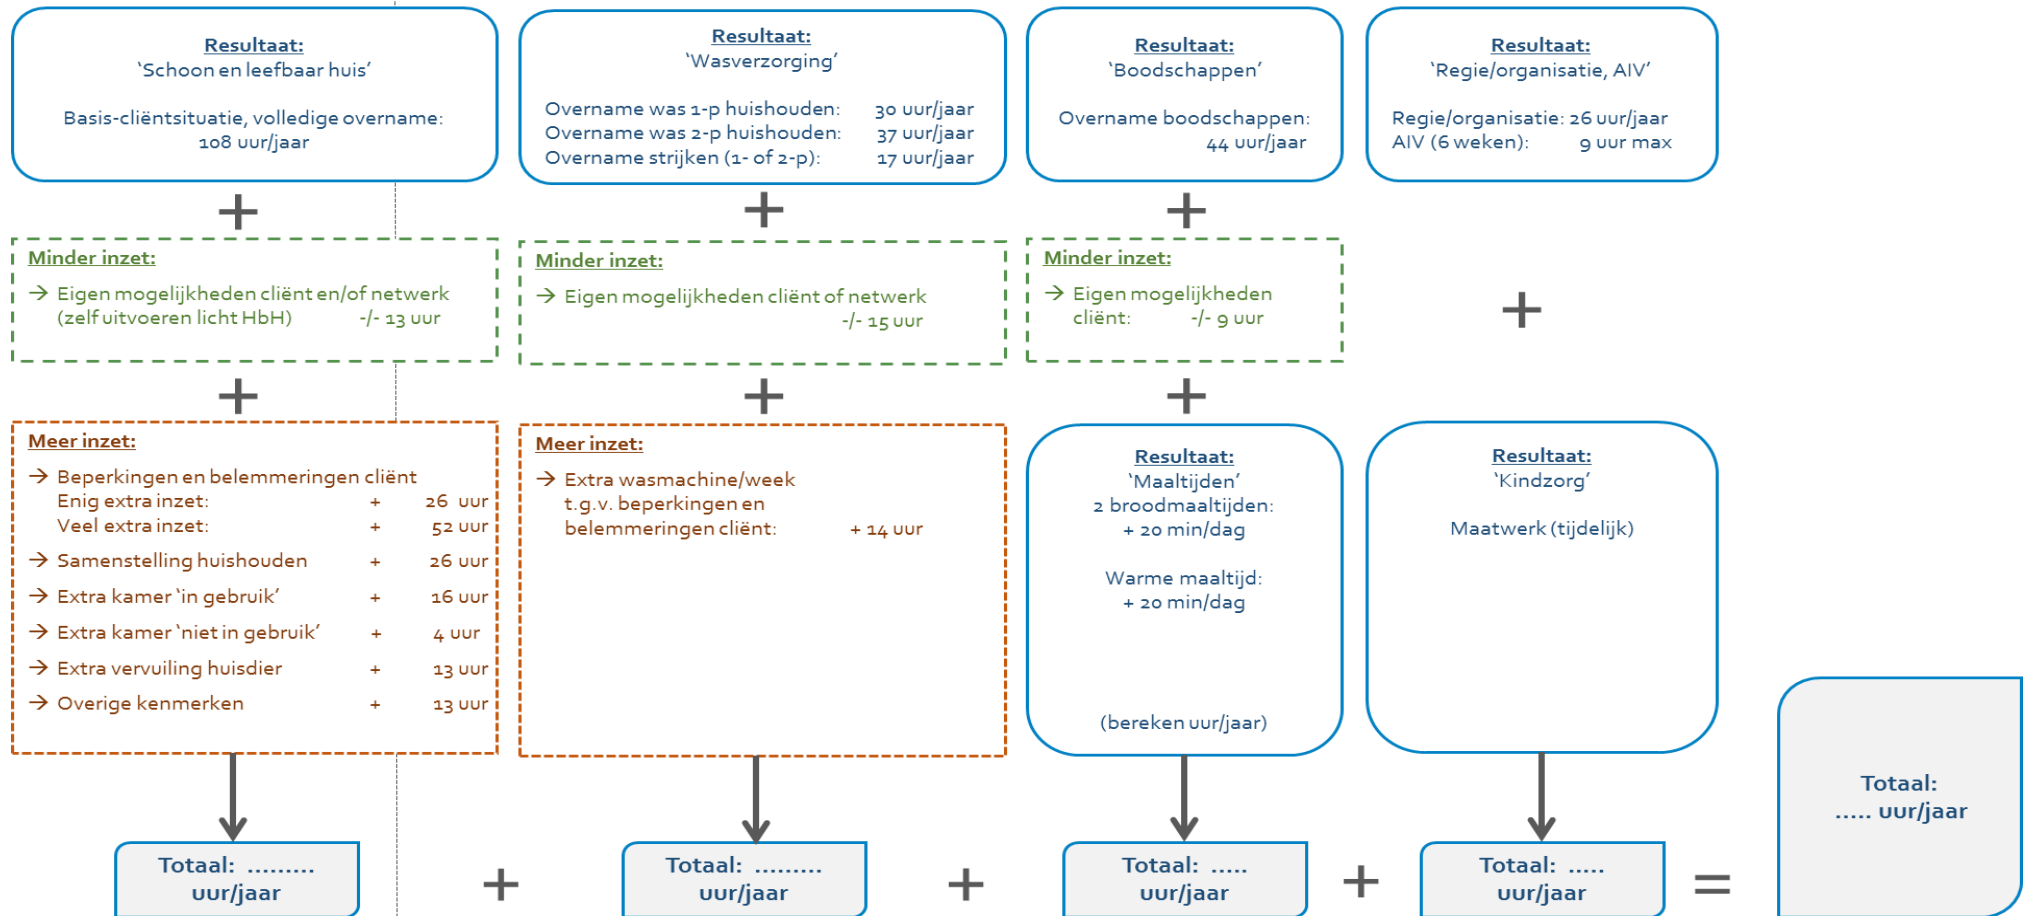 Resultaat:
‘Schoon en leefbaar huis’
Basis-cliëntsituatie, volledige overname:
108 uur/jaar
+
Minder inzet:
→ Eigen mogelijkheden cliënt en/of netwerk
(zelf uitvoeren licht HbH) -/- 13 uur
+
Meer inzet:
→ Beperkingen en belemmeringen cliënt
Enig extra inzet: + 26 uur
Veel extra inzet: + 52 uur
→ Samenstelling huishouden + 26 uur
→ Extra kamer ‘in gebruik’ + 16 uur
→ Extra kamer ‘niet in gebruik’ + 4 uur
→ Extra vervuiling huisdier + 13 uur
→ Overige kenmerken + 13 uur
Totaal: .........
uur/jaar
+
Resultaat:
‘Wasverzorging’
Overname was 1-p huishouden: 30 uur/jaar
Overname was 2-p huishouden: 37 uur/jaar
Overname strijken (1- of 2-p): 17 uur/jaar
+
Minder inzet:
→ Eigen mogelijkheden cliënt of netwerk
-/- 15 uur
+
Meer inzet:
→ Extra wasmachine/week
t.g.v. beperkingen en
belemmeringen cliënt: + 14 uur
Totaal: .........
uur/jaar
+
Resultaat:
‘Boodschappen’
Overname boodschappen:
44 uur/jaar
+
Minder inzet:
→ Eigen mogelijkheden
cliënt: -/- 9 uur
+
Resultaat:
‘Maaltijden’
2 broodmaaltijden:
+ 20 min/dag
Warme maaltijd:
+ 20 min/dag
(bereken uur/jaar)
Totaal: .....
uur/jaar
+
Resultaat:
‘Regie/organisatie, AIV’
Regie/organisatie: 26 uur/jaar
AIV (6 weken): 9 uur max
+
Resultaat:
‘Kindzorg’
Maatwerk (tijdelijk)
Totaal: .....
uur/jaar
=
Totaal:
..... uur/jaar